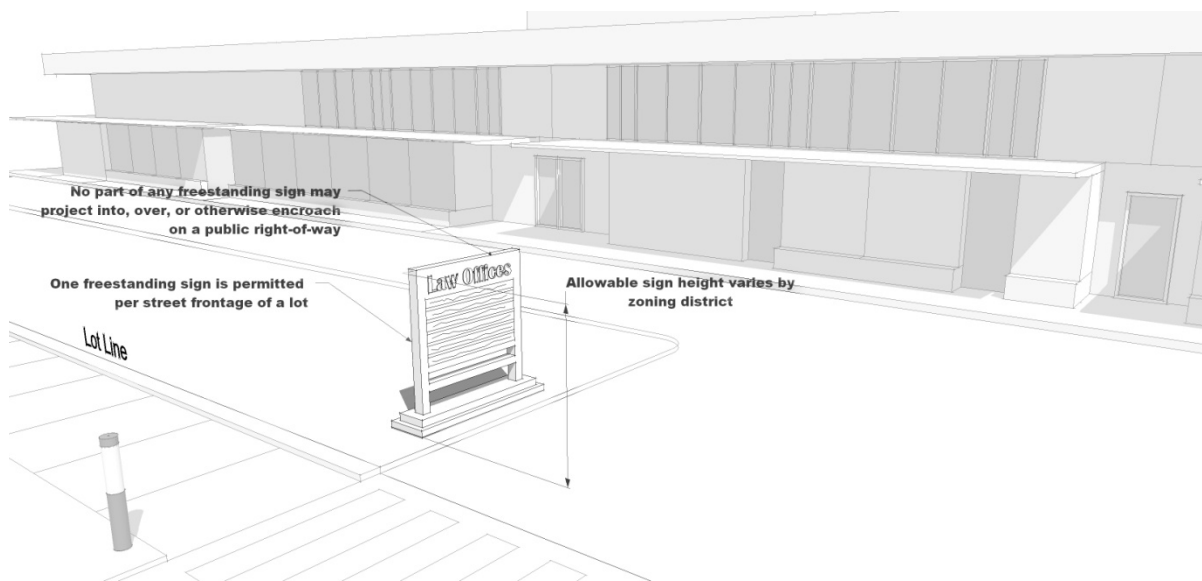 No part of any freestanding sign may
project into, over, or otherwise encroach
on a public right-of-way
Law Offices
One freestanding sign is permitted
per street frontage of a lot
Allowable sign height varies by
zoning district
Lot Line